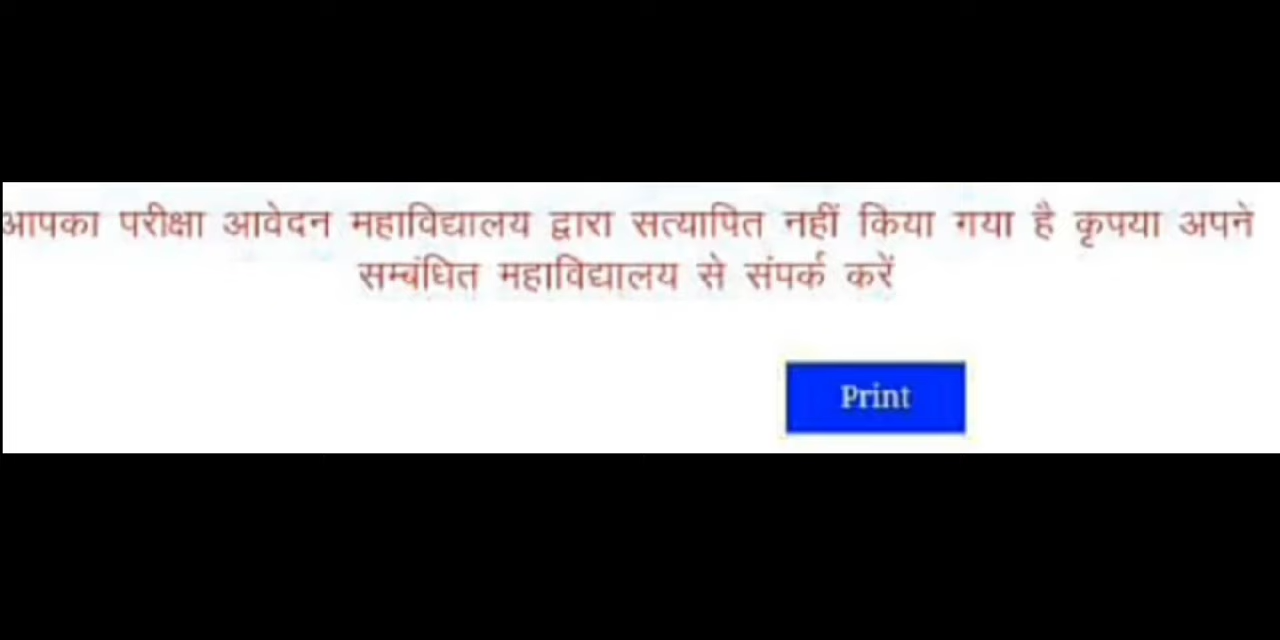 आपका परीक्षा आवेदन महाविद्यालय द्वारा सत्यापित नहीं किया गया है कृपया अपने
सम्बंधित महाविद्यालय से संपर्क करें
Print